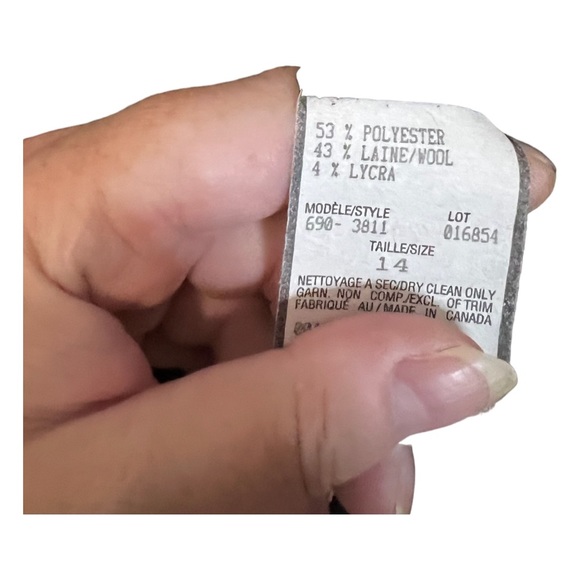 53 % POLYESTER
43 % LAINE/WOOL
4 % LYCRA
MODÈLE/STYLE LOT
690- 3811 016854
TAILLE/SIZE
14
NETTOYAGE A SEC/DRY CLEAN ONLY
GARN. NON COMP./EXCL. OF TRIM
FABRIQUÉ AU / MADE IN CANADA